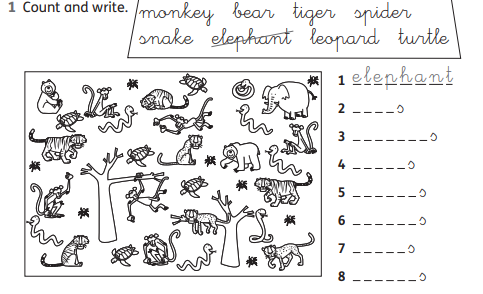 1 Count and write.
monkey bear tiger spider
snake elephant leopard turtle
1 elephant
2 _ _ _ _ s
3 _ _ _ _ _ _ _ s
4 _ _ _ _ _ s
5 _ _ _ _ _ _ s
6 _ _ _ _ _ _ s
7 _ _ _ _ _ s
8 _ _ _ _ _ _ s